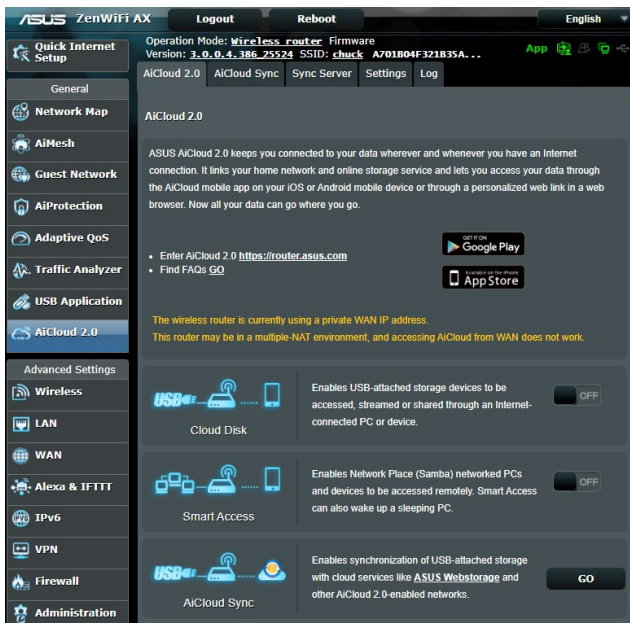 ASUS ZenWiFi AX
Logout
Reboot
English
Quick Internet
Setup
Operation Mode: Wireless router Firmware
Version: 3.0.0.4.386_25524 SSID: chuck A701B04F321B35A...
App
AiCloud 2.0
AiCloud Sync
Sync Server
Settings
Log
General
Network Map
AiMesh
Guest Network
AiProtection
Adaptive QoS
Traffic Analyzer
USB Application
AiCloud 2.0
Advanced Settings
Wireless
LAN
WAN
Alexa & IFTTT
IPv6
VPN
Firewall
Administration
AiCloud 2.0
ASUS AiCloud 2.0 keeps you connected to your data wherever and whenever you have an Internet
connection. It links your home network and online storage service and lets you access your data through
the AiCloud mobile app on your iOS or Android mobile device or through a personalized web link in a web
browser. Now all your data can go where you go.
Enter AiCloud 2.0 https://router.asus.com
Find FAQs GO
GET IT ON
Google Play
Available on the iPhone
App Store
The wireless router is currently using a private WAN IP address.
This router may be in a multiple-NAT environment, and accessing AiCloud from WAN does not work.
USB
Cloud Disk
Enables USB-attached storage devices to be
accessed, streamed or shared through an Internet-
connected PC or device.
OFF
Smart Access
Enables Network Place (Samba) networked PCs
and devices to be accessed remotely. Smart Access
can also wake up a sleeping PC.
OFF
USB
AiCloud Sync
Enables synchronization of USB-attached storage
with cloud services like ASUS Webstorage and
other AiCloud 2.0-enabled networks.
GO